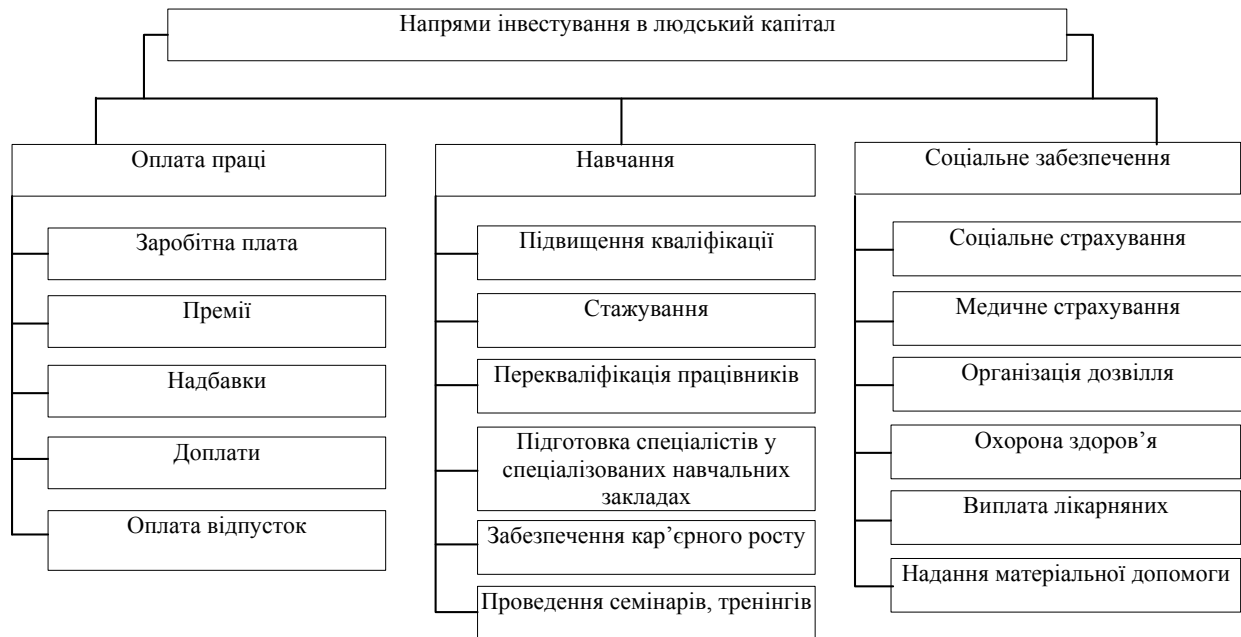 Напрями інвестування в людський капітал
Оплата праці
Заробітна плата
Премії
Надбавки
Доплати
Оплата відпусток
Навчання
Підвищення кваліфікації
Стажування
Перекваліфікація працівників
Підготовка спеціалістів у
спеціалізованих навчальних
закладах
Забезпечення кар’єрного росту
Проведення семінарів, тренінгів
Соціальне забезпечення
Соціальне страхування
Медичне страхування
Організація дозвілля
Охорона здоров’я
Виплата лікарняних
Надання матеріальної допомоги